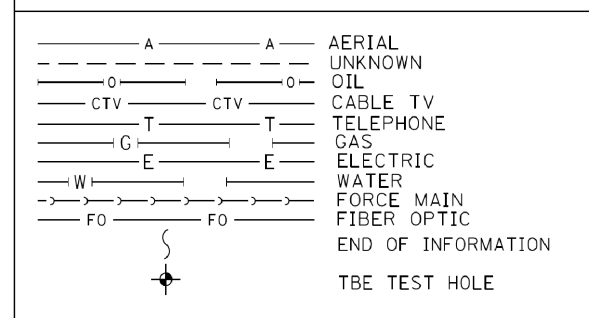 A A AERIAL
UNKNOWN
O O OIL
CTV CTV CABLE TV
T T TELEPHONE
G GAS
E E ELECTRIC
W WATER
FORCE MAIN
FO FO FIBER OPTIC
END OF INFORMATION
TBE TEST HOLE